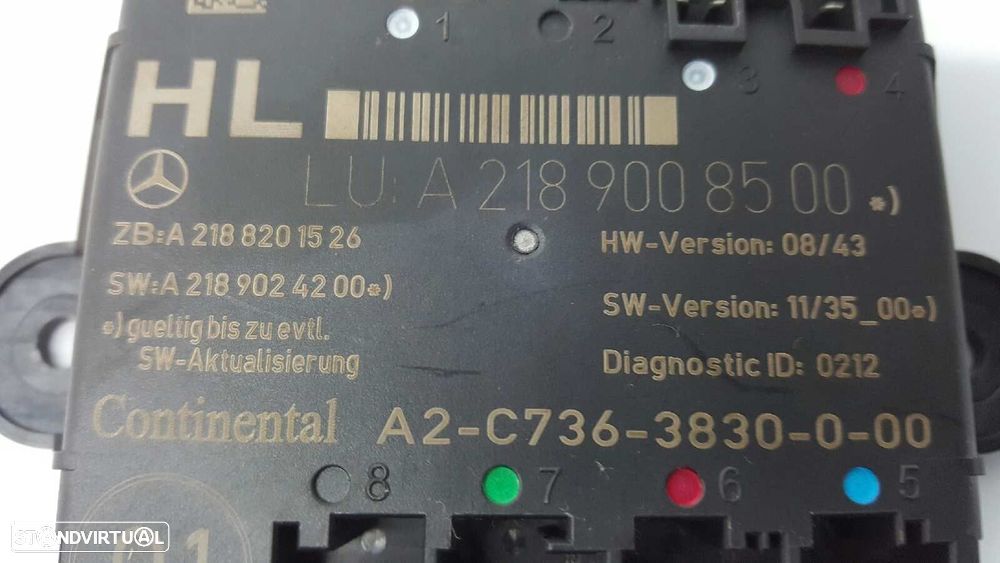 1 2
HL
3 4
LU: A 218 900 85 00 *)
ZB: A 218 820 15 26
HW-Version: 08/43
SW: A 218 902 42 00*)
SW-Version: 11/35_00*)
*) gueltig bis zu evtl.
SW-Aktualisierung
Diagnostic ID: 0212
Continental A2-C736-3830-0-00
8 7 6 5
STANDVIRTUAL